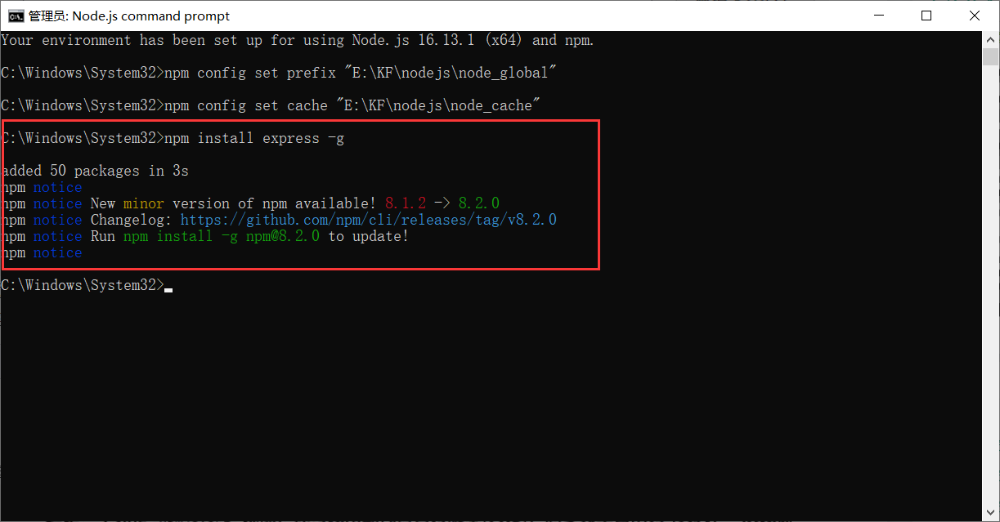 管理员: Node.js command prompt
Your environment has been set up for using Node.js 16.13.1 (x64) and npm.
C:\Windows\System32>npm config set prefix "E:\KF\nodejs\node_global"
C:\Windows\System32>npm config set cache "E:\KF\nodejs\node_cache"
C:\Windows\System32>npm install express -g
added 50 packages in 3s
npm notice
npm notice New minor version of npm available! 8.1.2 -> 8.2.0
npm notice Changelog: https://github.com/npm/cli/releases/tag/v8.2.0
npm notice Run npm install -g npm@8.2.0 to update!
npm notice
C:\Windows\System32>